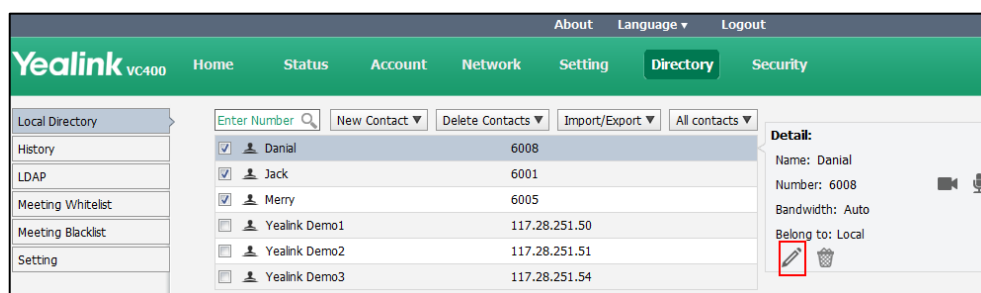 About Language ▾ Logout
Yealink VC400 Home Status Account Network Setting Directory Security
Local Directory
History
LDAP
Meeting Whitelist
Meeting Blacklist
Setting
Enter Number New Contact ▼ Delete Contacts ▼ Import/Export ▼ All contacts ▼
Danial 6008
Jack 6001
Merry 6005
Yealink Demo1 117.28.251.50
Yealink Demo2 117.28.251.51
Yealink Demo3 117.28.251.54
Detail:
Name: Danial
Number: 6008
Bandwidth: Auto
Belong to: Local